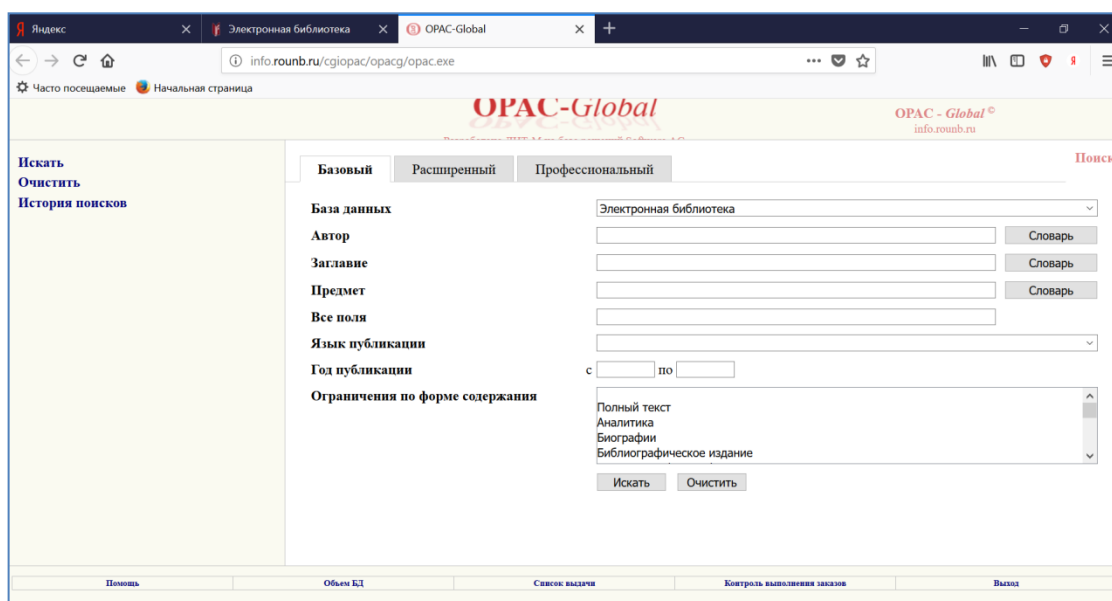 Яндекс
Электронная библиотека
OPAC-Global
info.rounb.ru/cgiopac/opacg/opac.exe
Часто посещаемые
Начальная страница
OPAC-Global
OPAC - Global ©
info.rounb.ru
Искать
Очистить
История поисков
Базовый
Расширенный
Профессиональный
Поиск
База данных
Электронная библиотека
Автор
Словарь
Заглавие
Словарь
Предмет
Словарь
Все поля
Язык публикации
Год публикации
с
по
Ограничения по форме содержания
Полный текст
Аналитика
Биографии
Библиографическое издание
Искать
Очистить
Помощь
Объем БД
Список выдачи
Контроль выполнения заказов
Выход